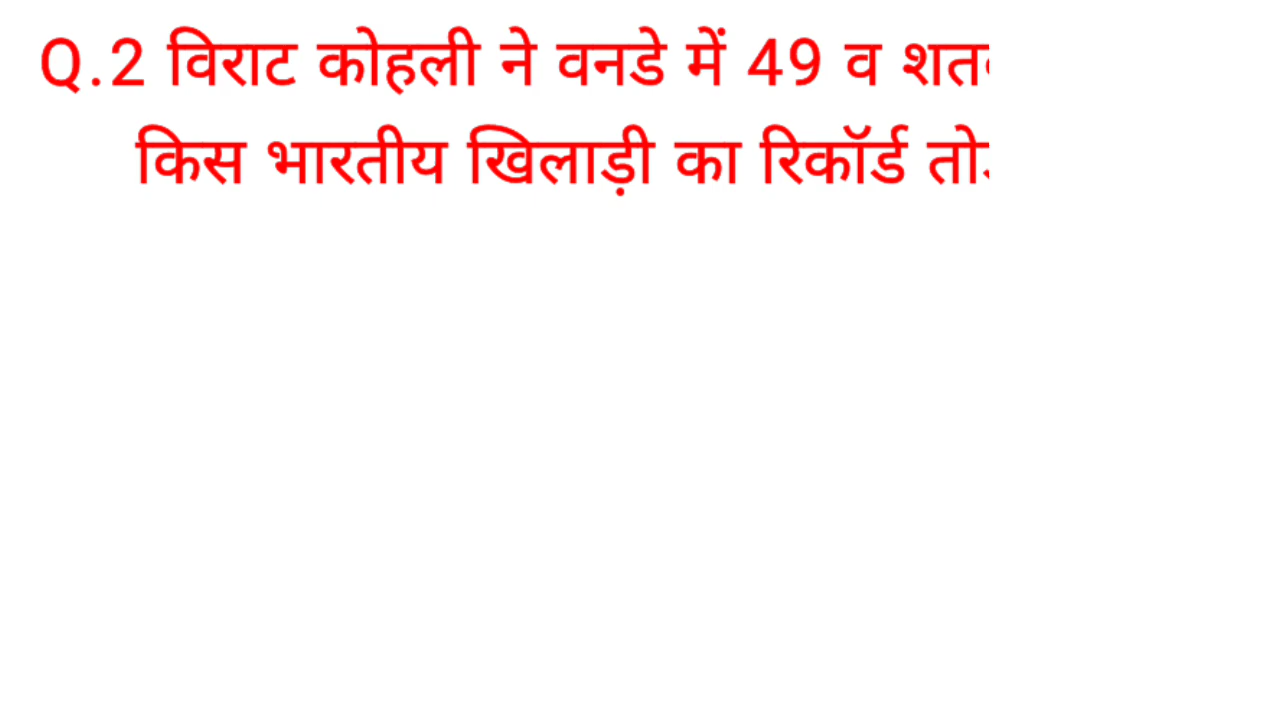 Q.2 विराट कोहली ने वनडे में 49 व
किस भारतीय खिलाड़ी का रिकॉर्ड